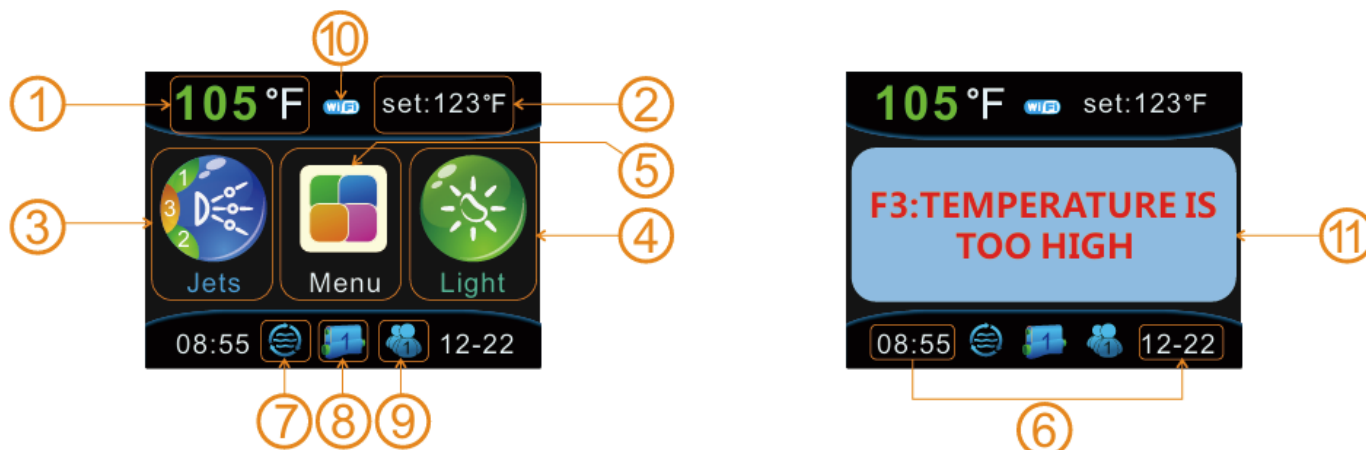 10
1
105°F
WiFi
set:123°F
2
5
1
3
2
3
4
Jets
Menu
Light
08:55
1
1
12-22
7
8
9
105°F
WiFi
set:123°F
F3:TEMPERATURE IS
TOO HIGH
11
08:55
1
1
12-22
6